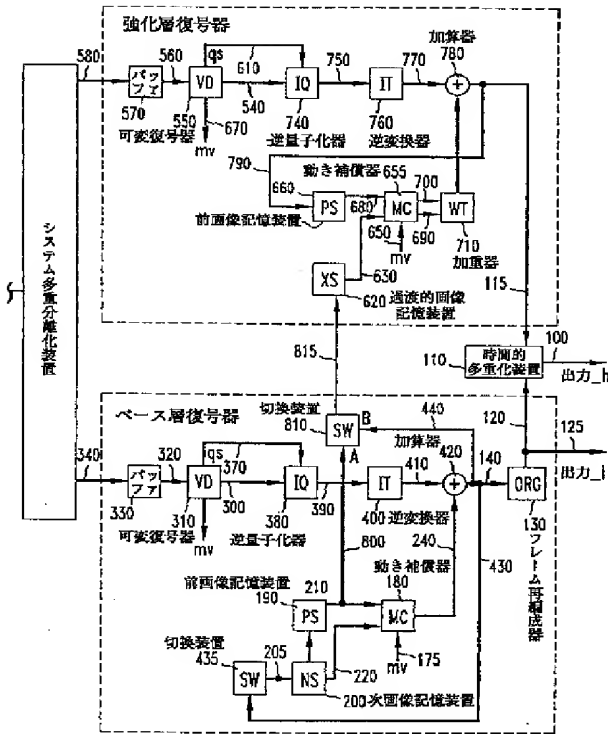 強化層復号器
580
バッファ
570
560
qs
VD
550
可変復号器
610
540
670
mv
IQ
740
逆量子化器
750
IT
760
逆変換器
770
加算器
780
790
動き補償器
655
660
PS
680
前画像記憶装置
MC
650
mv
700
690
WT
710
加重器
630
XS
620
過渡的画像
記憶装置
115
システム多重分離化装置
815
110
時間的
多重化装置
100
出力_h
ベース層復号器
切換装置
810
SW
B
A
440
120
125
出力_l
340
バッファ
330
320
qs
VD
310
可変復号器
370
300
mv
IQ
380
逆量子化器
390
IT
400
逆変換器
410
加算器
420
140
ORG
130
フレーム再編成器
800
240
430
前画像記憶装置
190
PS
210
動き補償器
180
MC
175
mv
切換装置
435
SW
205
NS
200
次画像記憶装置
220